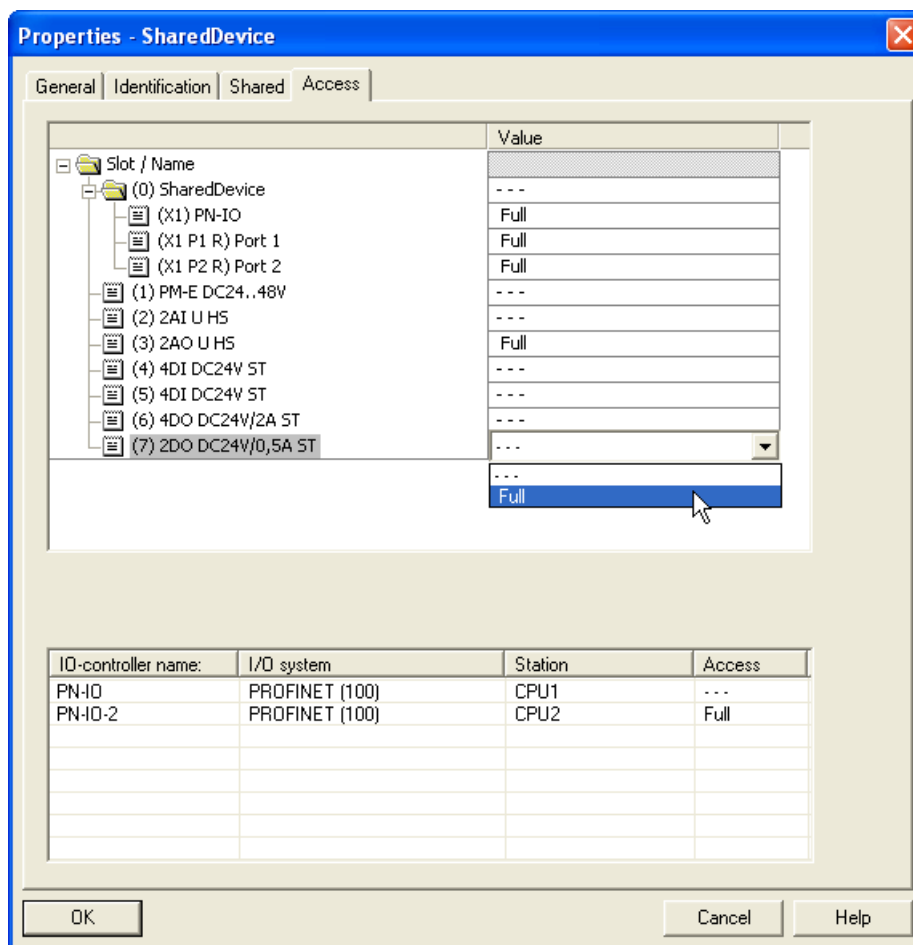 Properties - SharedDevice
General Identification Shared Access
Value
Slot / Name
(0) SharedDevice - - -
(X1) PN-IO Full
(X1 P1 R) Port 1 Full
(X1 P2 R) Port 2 Full
(1) PM-E DC24..48V - - -
(2) 2AI U HS - - -
(3) 2AO U HS Full
(4) 4DI DC24V ST - - -
(5) 4DI DC24V ST - - -
(6) 4DO DC24V/2A ST - - -
(7) 2DO DC24V/0,5A ST - - -
- - -
Full
IO-controller name: I/O system Station Access
PN-IO PROFINET (100) CPU1 - - -
PN-IO-2 PROFINET (100) CPU2 Full
OK Cancel Help